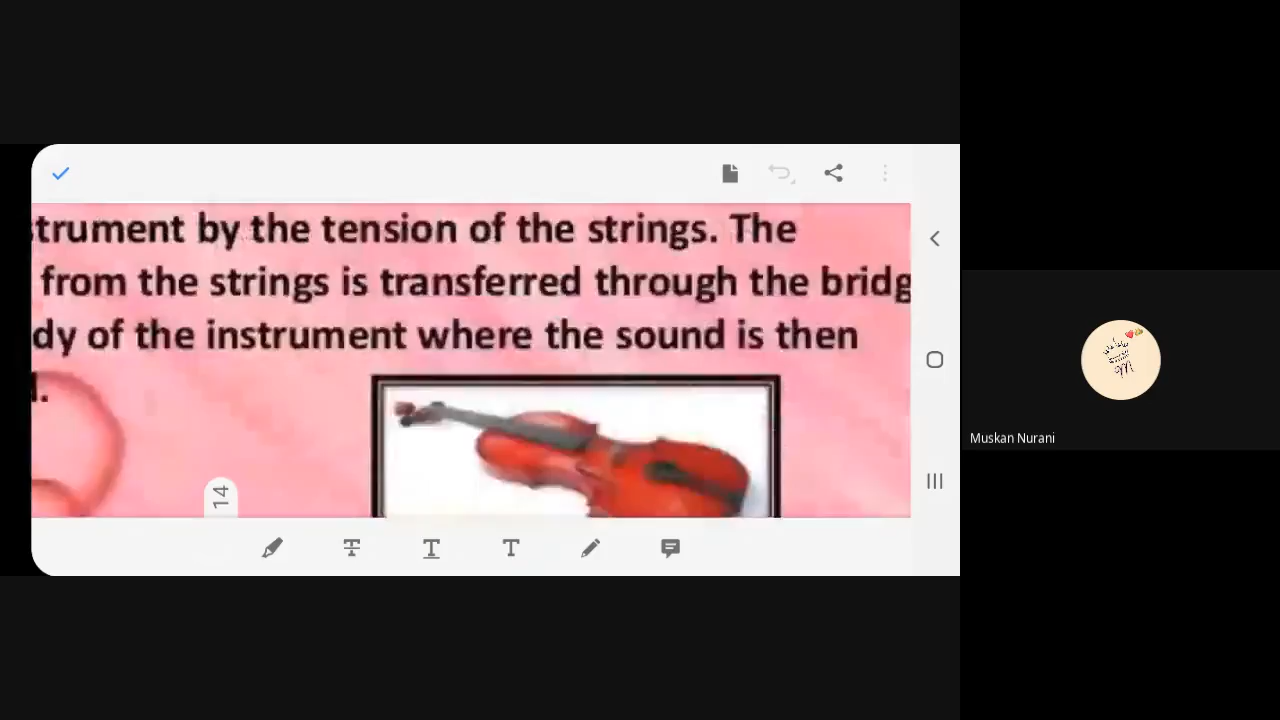 strument by the tension of the strings. The
from the strings is transferred through the bridg
dy of the instrument where the sound is then
d.
14
Muskan Nurani